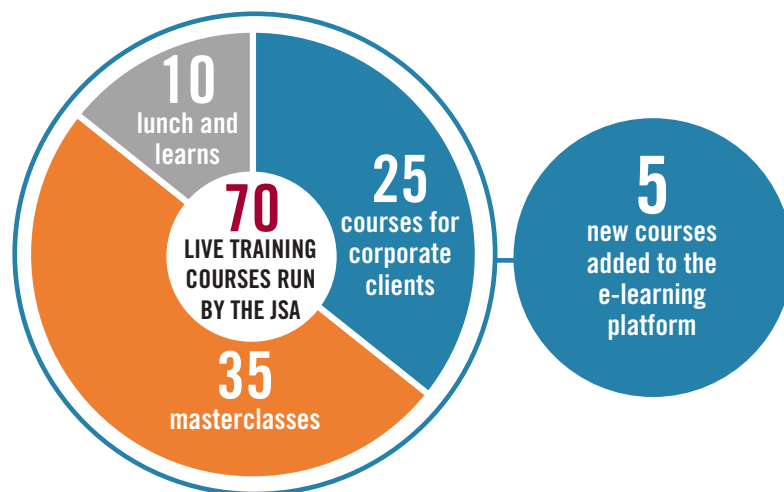 10
lunch and
learns
70
LIVE TRAINING
COURSES RUN
BY THE JSA
25
courses for
corporate
clients
35
masterclasses
5
new courses
added to the
e-learning
platform